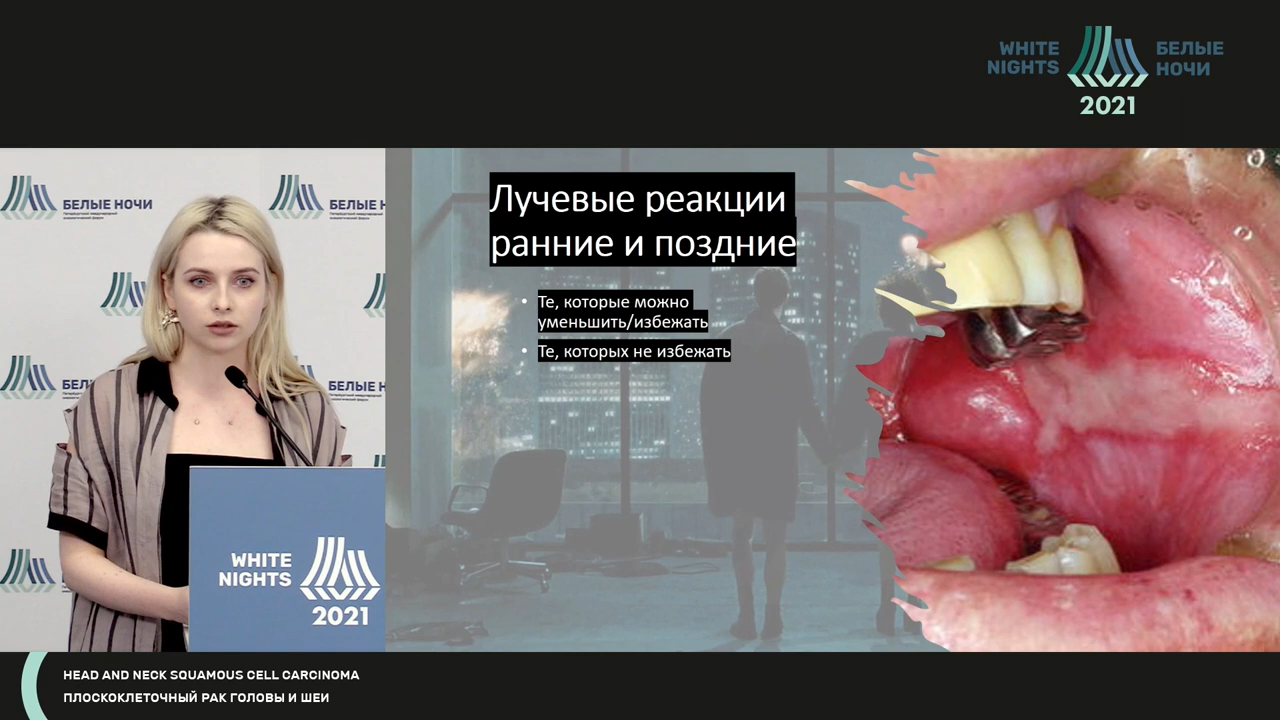 WHITE
NIGHTS
БЕЛЫЕ
НОЧИ
2021
БЕЛЫЕ НОЧИ
Лучевые реакции
ранние и поздние
• Те, которые можно
уменьшить/избежать
• Те, которых не избежать
WHITE
NIGHTS
2021
HEAD AND NECK SQUAMOUS CELL CARCINOMA
ПЛОСКОКЛЕТОЧНЫЙ РАК ГОЛОВЫ И ШЕИ